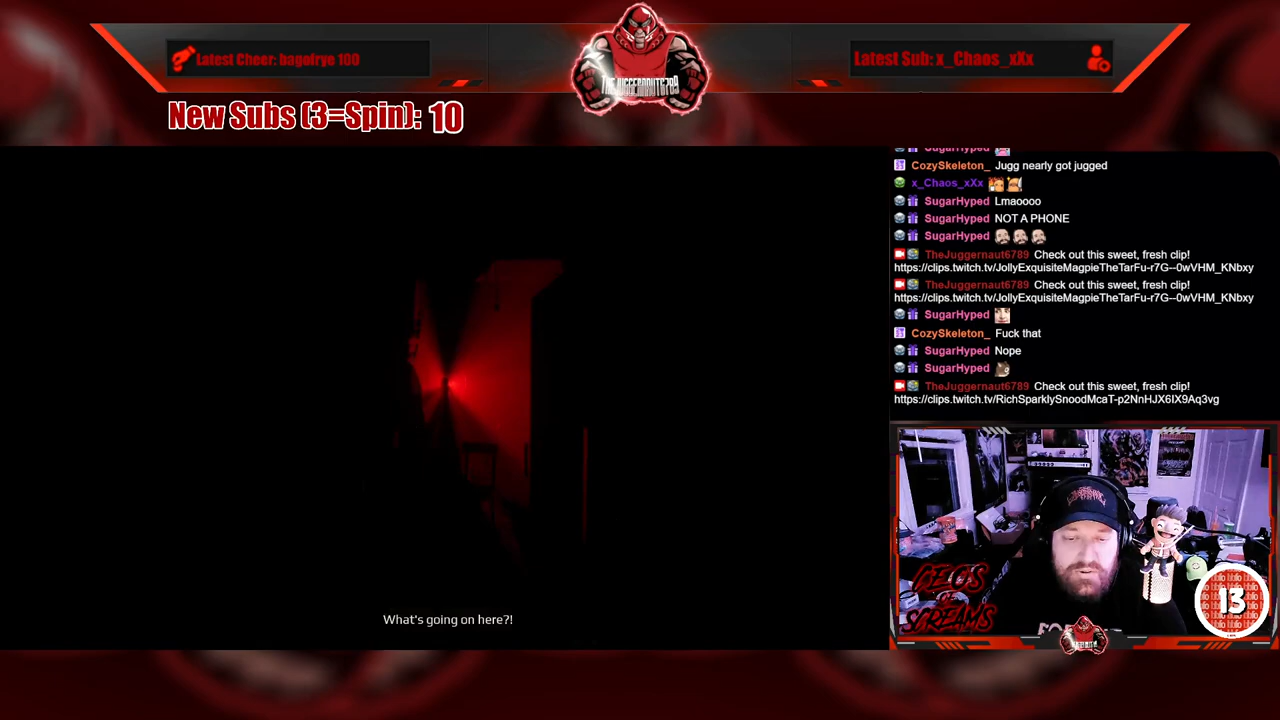 Latest Cheer: bagofrye 100
THEJUGGERNAUT6789
Latest Sub: x_Chaos_xXx
New Subs (3=Spin): 10
SugarHyped
CozySkeleton_ Jugg nearly got jugged
x_Chaos_xXx
SugarHyped Lmaoooo
SugarHyped NOT A PHONE
SugarHyped
TheJuggernaut6789 Check out this sweet, fresh clip!
https://clips.twitch.tv/JollyExquisiteMagpieTheTarFu-r7G--0wVHM_KNbxy
TheJuggernaut6789 Check out this sweet, fresh clip!
https://clips.twitch.tv/JollyExquisiteMagpieTheTarFu-r7G--0wVHM_KNbxy
SugarHyped
CozySkeleton_ Fuck that
SugarHyped Nope
SugarHyped
TheJuggernaut6789 Check out this sweet, fresh clip!
https://clips.twitch.tv/RichSparklySnoodMcaT-p2NnHJX6IX9Aq3vg
What's going on here?!
SCREAMS
13